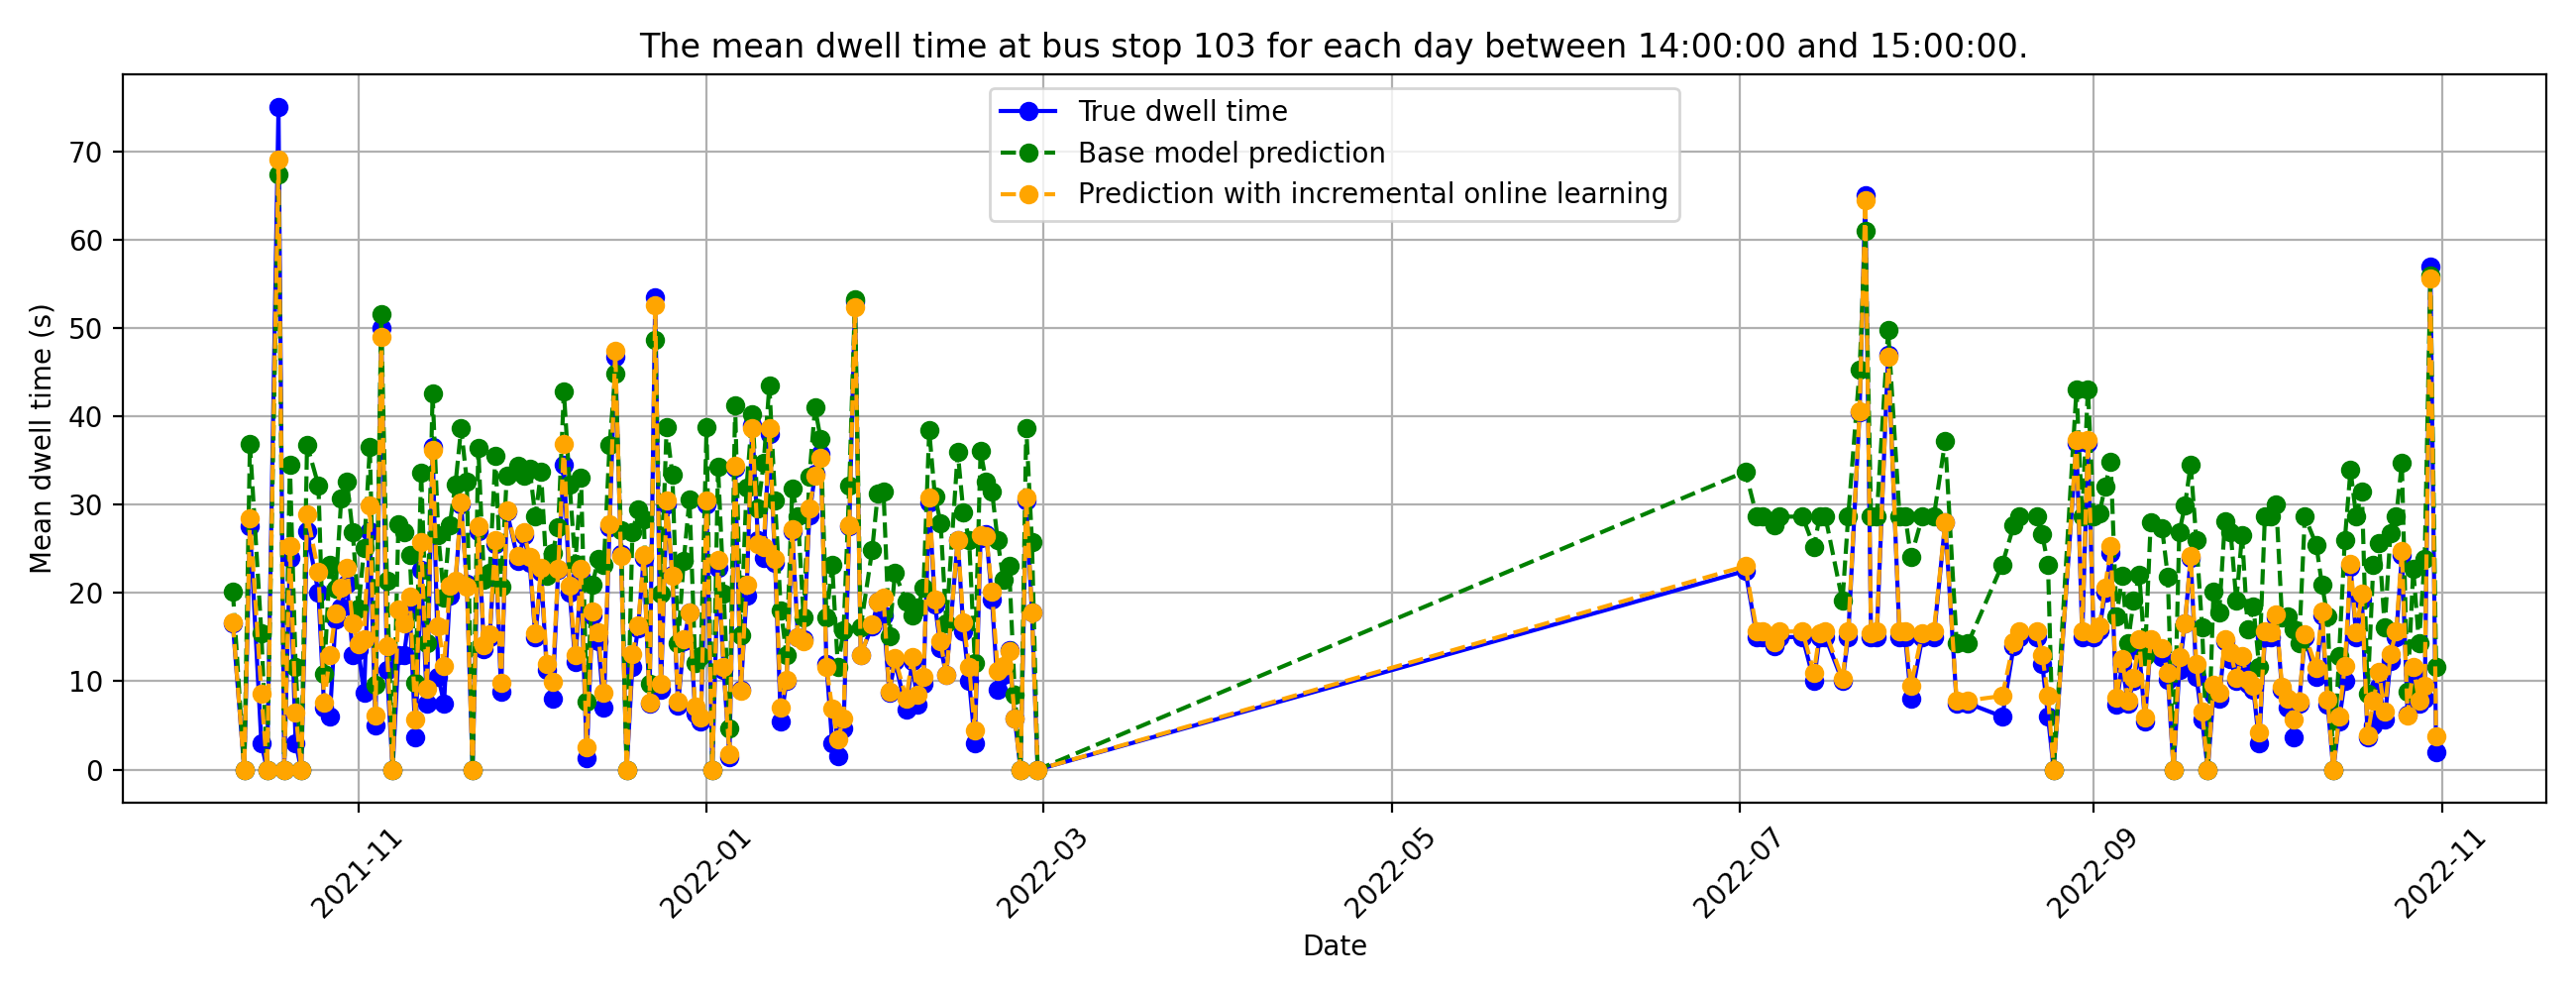 The mean dwell time at bus stop 103 for each day between 14:00:00 and 15:00:00.
True dwell time
Base model prediction
Prediction with incremental online learning
Mean dwell time (s)
70
60
50
40
30
20
10
0
2021-11
2022-01
2022-03
2022-05
2022-07
2022-09
2022-11
Date